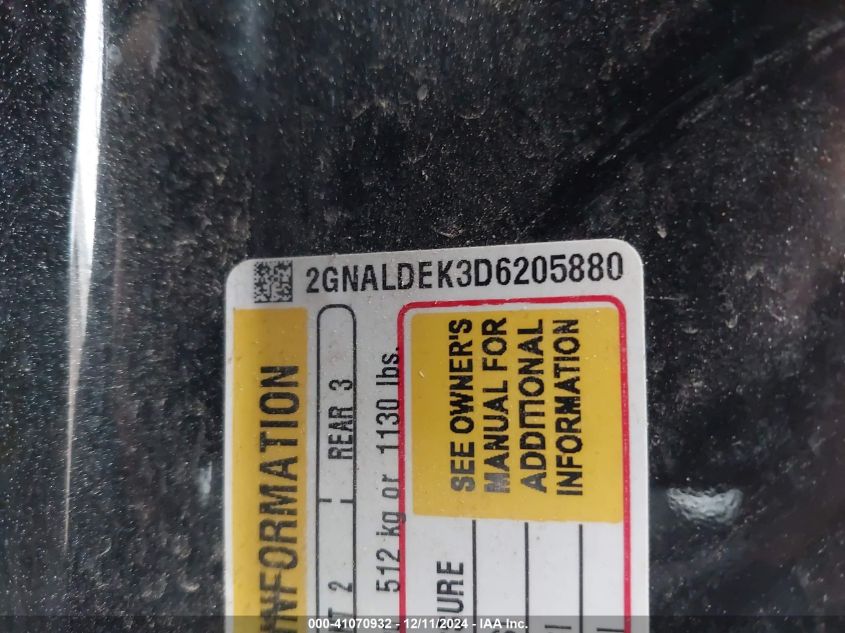 2GNALDEK3D6205880
INFORMATION
REAR 3
2
512 kg or 1130 lbs.
SEE OWNER'S
MANUAL FOR
ADDITIONAL
INFORMATION
000-41070932 - 12/11/2024 - IAA Inc.